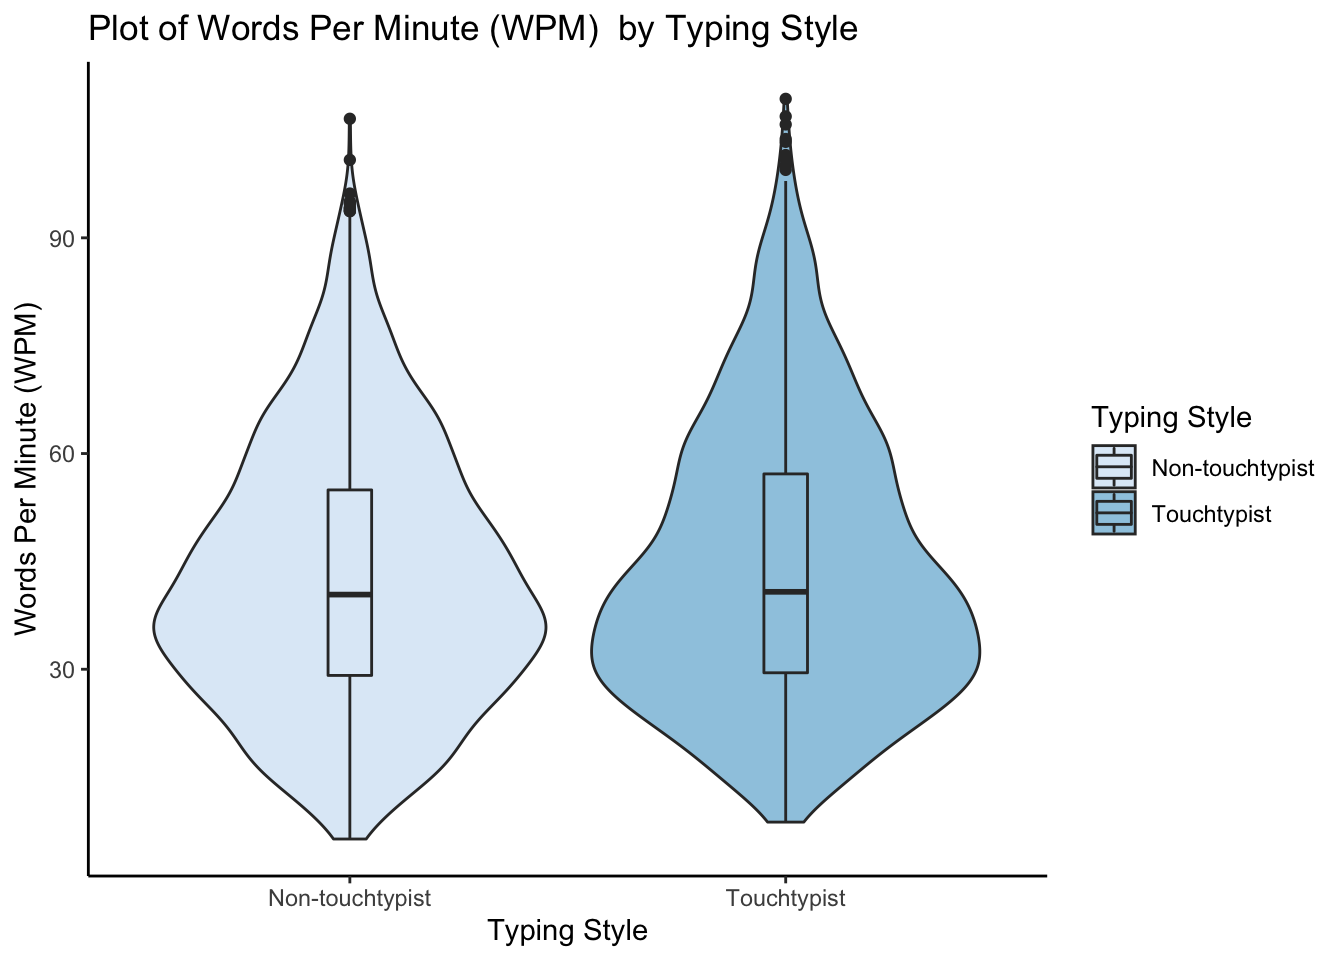 Plot of Words Per Minute (WPM)  by Typing Style
Words Per Minute (WPM)
90
60
30
Non-touchtypist
Touchtypist
Typing Style
Typing Style
Non-touchtypist
Touchtypist